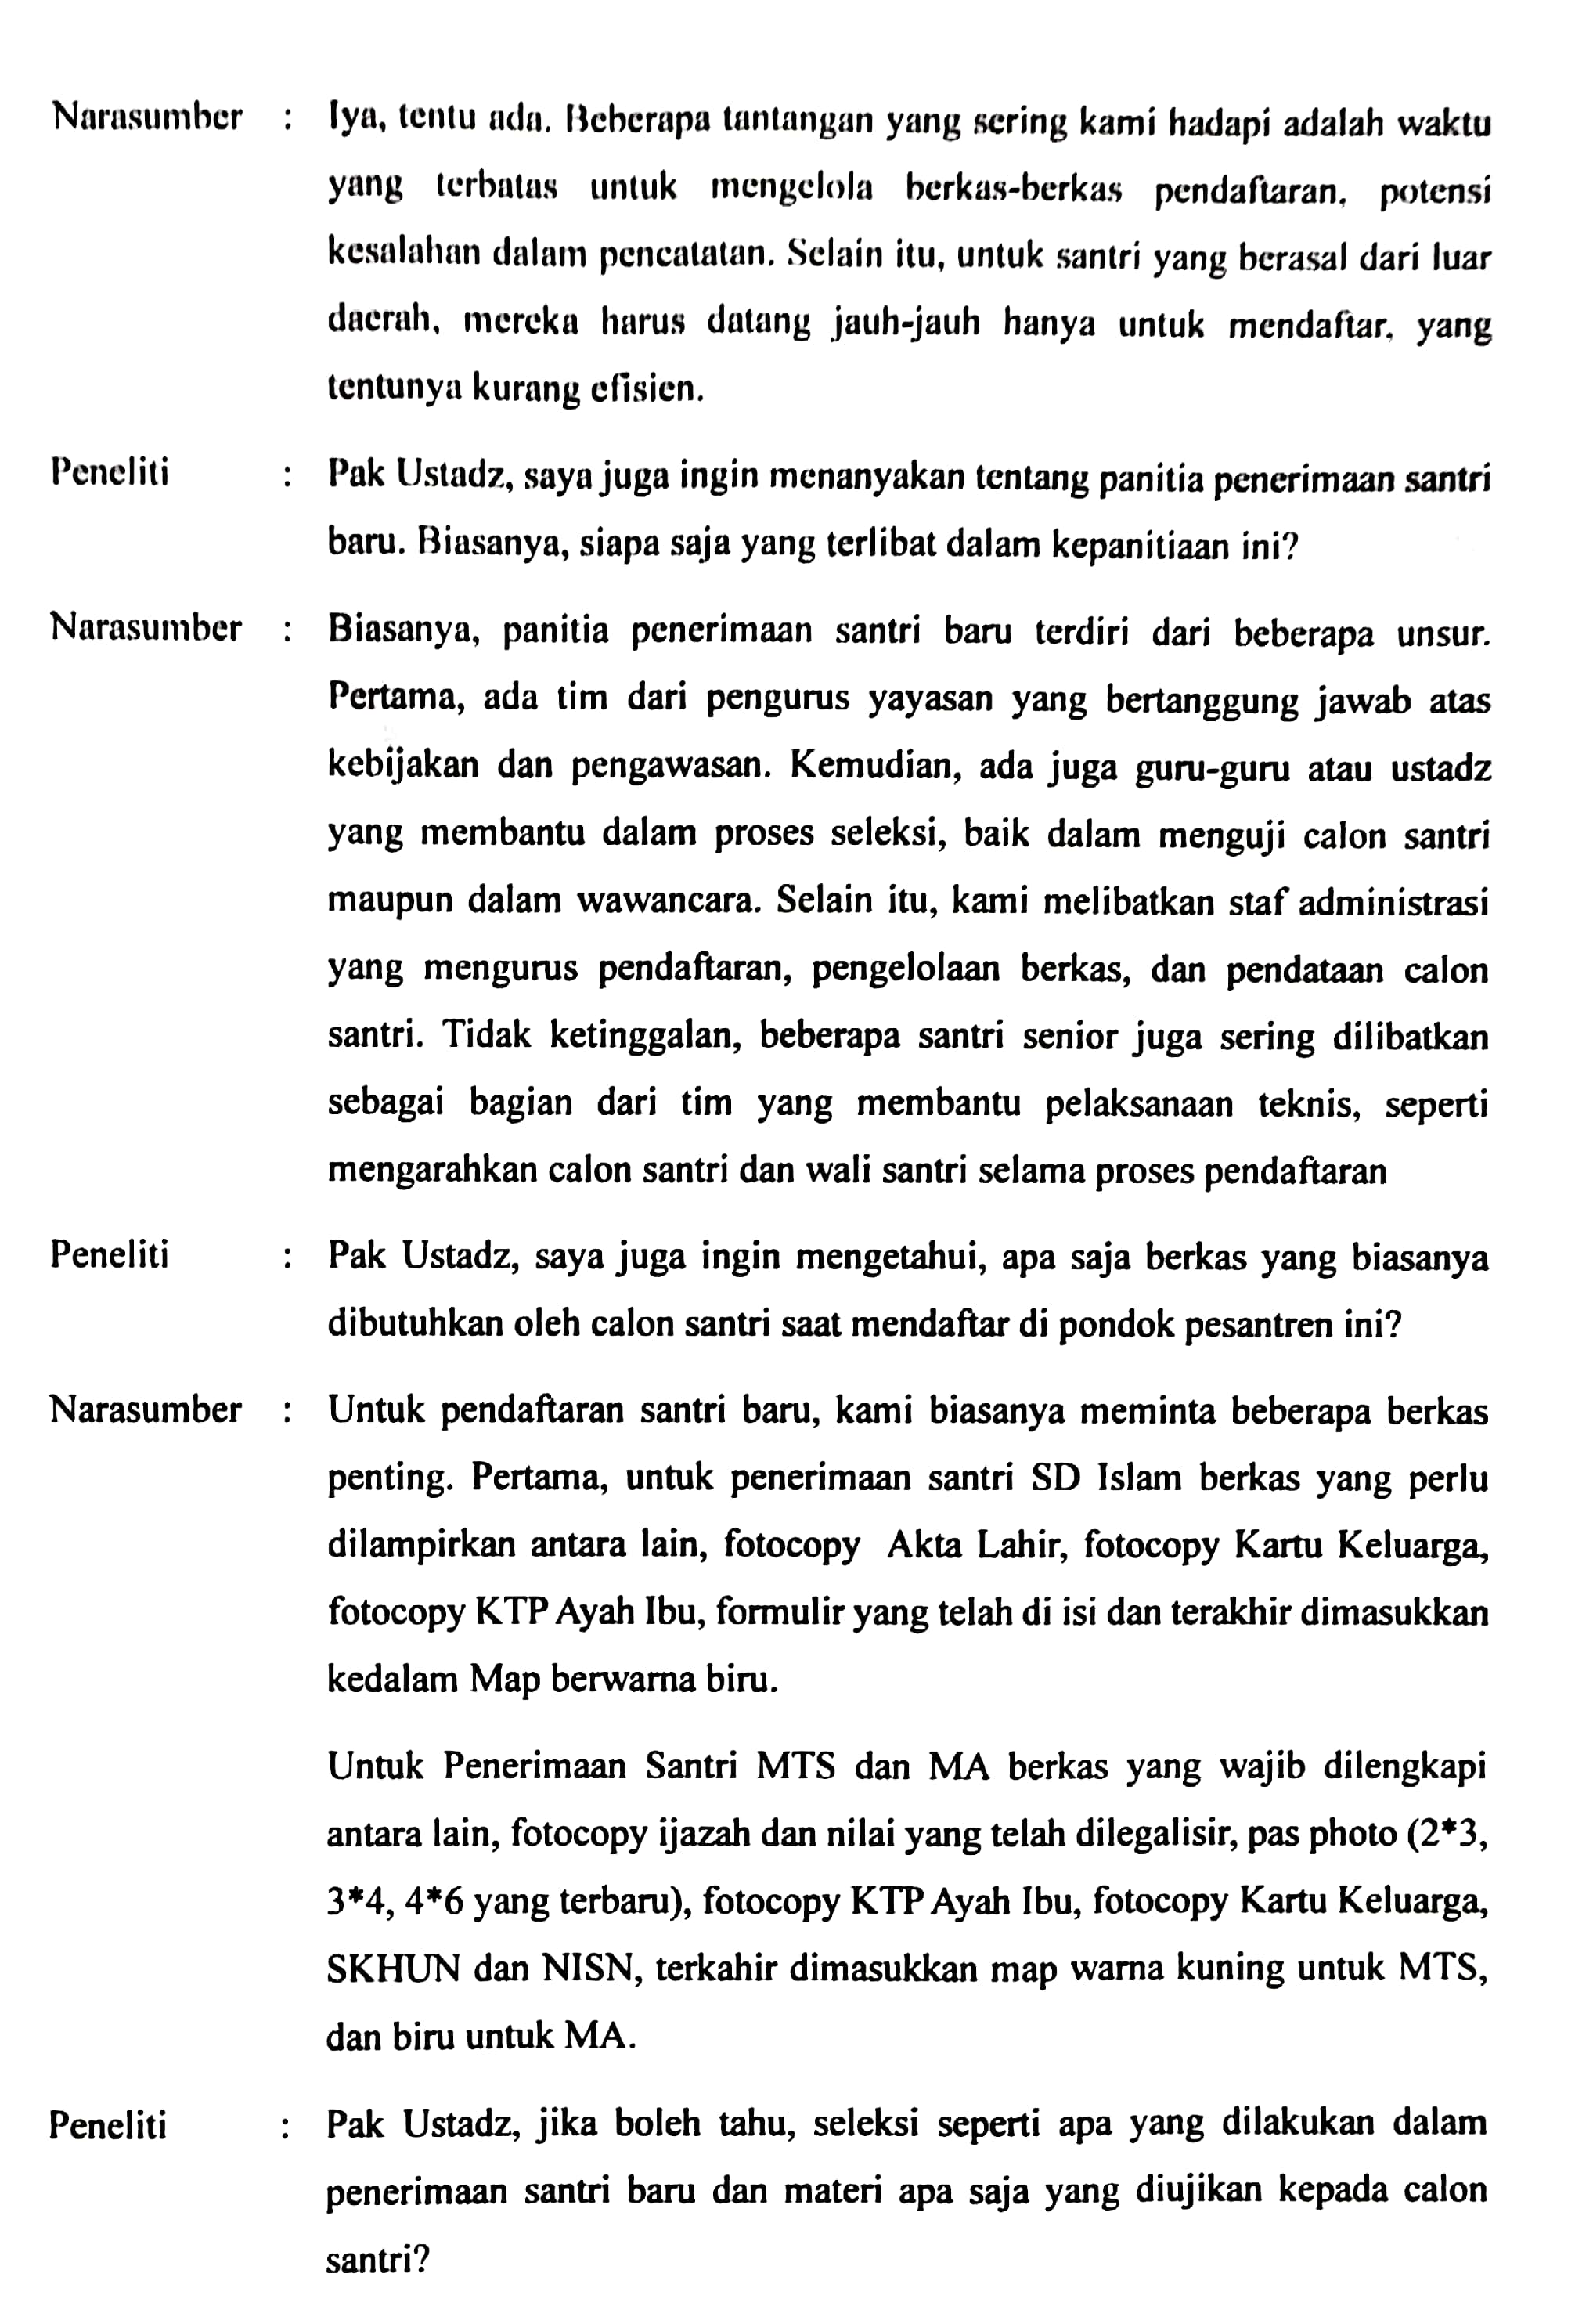 Narasumber : Iya, tentu ada. Beberapa tantangan yang sering kami hadapi adalah waktu
yang terbatas untuk mengelola berkas-berkas pendaftaran, potensi
kesalahan dalam pencatatan. Selain itu, untuk santri yang berasal dari luar
daerah, mereka harus datang jauh-jauh hanya untuk mendaftar, yang
tentunya kurang efisien.
Peneliti : Pak Ustadz, saya juga ingin menanyakan tentang panitia penerimaan santri
baru. Biasanya, siapa saja yang terlibat dalam kepanitiaan ini?
Narasumber : Biasanya, panitia penerimaan santri baru terdiri dari beberapa unsur.
Pertama, ada tim dari pengurus yayasan yang bertanggung jawab atas
kebijakan dan pengawasan. Kemudian, ada juga guru-guru atau ustadz
yang membantu dalam proses seleksi, baik dalam menguji calon santri
maupun dalam wawancara. Selain itu, kami melibatkan staf administrasi
yang mengurus pendaftaran, pengelolaan berkas, dan pendataan calon
santri. Tidak ketinggalan, beberapa santri senior juga sering dilibatkan
sebagai bagian dari tim yang membantu pelaksanaan teknis, seperti
mengarahkan calon santri dan wali santri selama proses pendaftaran
Peneliti : Pak Ustadz, saya juga ingin mengetahui, apa saja berkas yang biasanya
dibutuhkan oleh calon santri saat mendaftar di pondok pesantren ini?
Narasumber : Untuk pendaftaran santri baru, kami biasanya meminta beberapa berkas
penting. Pertama, untuk penerimaan santri SD Islam berkas yang perlu
dilampirkan antara lain, fotocopy Akta Lahir, fotocopy Kartu Keluarga,
fotocopy KTP Ayah Ibu, formulir yang telah di isi dan terakhir dimasukkan
kedalam Map berwarna biru.
Untuk Penerimaan Santri MTS dan MA berkas yang wajib dilengkapi
antara lain, fotocopy ijazah dan nilai yang telah dilegalisir, pas photo (2*3,
3*4, 4*6 yang terbaru), fotocopy KTP Ayah Ibu, fotocopy Kartu Keluarga,
SKHUN dan NISN, terkahir dimasukkan map warna kuning untuk MTS,
dan biru untuk MA.
Peneliti : Pak Ustadz, jika boleh tahu, seleksi seperti apa yang dilakukan dalam
penerimaan santri baru dan materi apa saja yang diujikan kepada calon
santri?